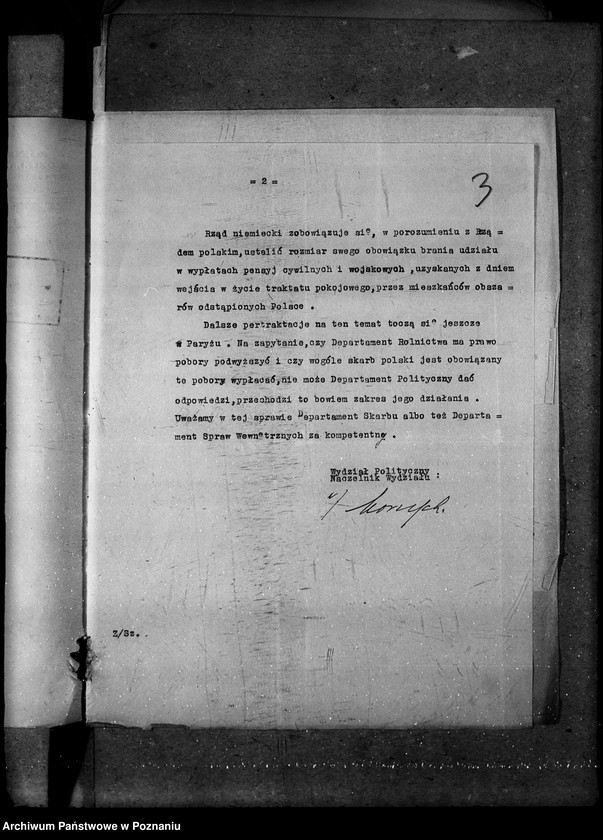 = 2 =
3
Rząd niemiecki zobowiązuje się, w porozumieniu z Rzą =
dem polskim,ustalić rozmiar swego obowiązku brania udziału
w wypłatach pensyj cywilnych i wojskowych ,uzyskanych z dniem
wejścia w życie traktatu pokojowego,przez mieszkańców obsza =
rów odstąpionych Polsce .
Dalsze pertraktacje na ten temat toczą się jeszcze
w Paryżu . Na zapytanie,czy Departament Rolnictwa ma prawo
pobory podwyższyć i czy wogóle skarb polski jest obowiązany
te pobory wypłacać,nie może Departament Polityczny dać
odpowiedzi,przechodzi to bowiem zakres jego działania .
Uważamy w tej sprawie Departament Skarbu albo też Departa =
ment Spraw Wewnętrznych za kompetentny .
Wydział Polityczny
Naczelnik Wydziału :
Z/Sz.
Archiwum Państwowe w Poznaniu